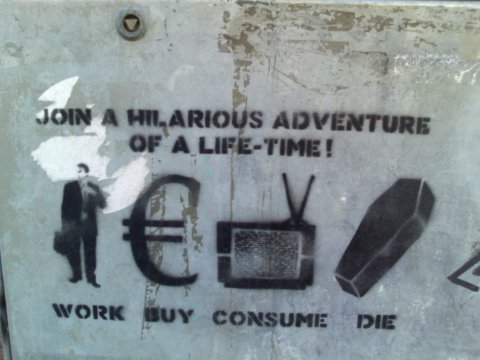 JOIN A HILARIOUS ADVENTURE
OF A LIFE-TIME!
€
WORK BUY CONSUME DIE